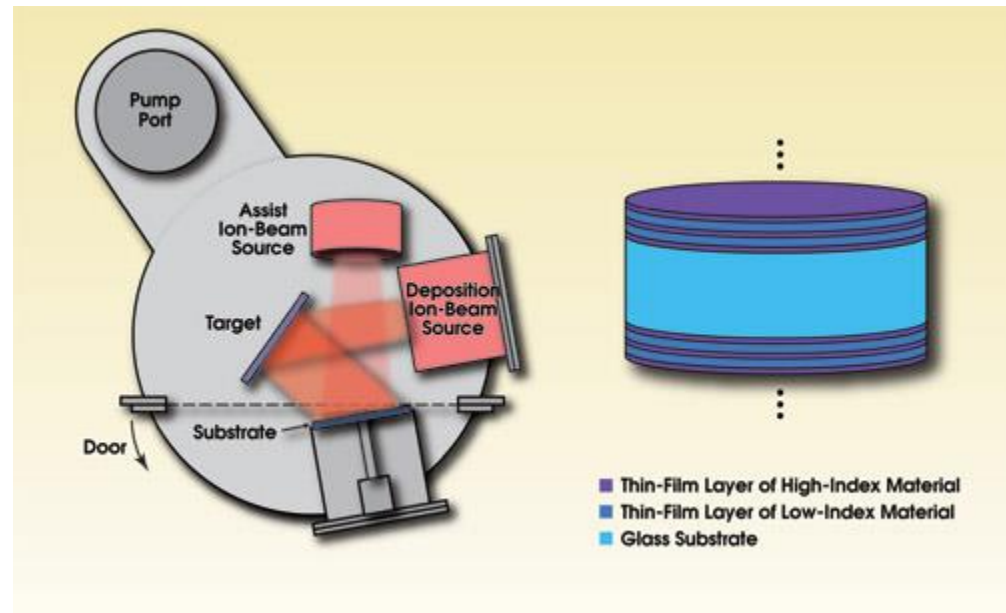 Pump
Port
Assist
Ion-Beam
Source
Deposition
Ion-Beam
Source
Target
Substrate
Door
Thin-Film Layer of High-Index Material
Thin-Film Layer of Low-Index Material
Glass Substrate